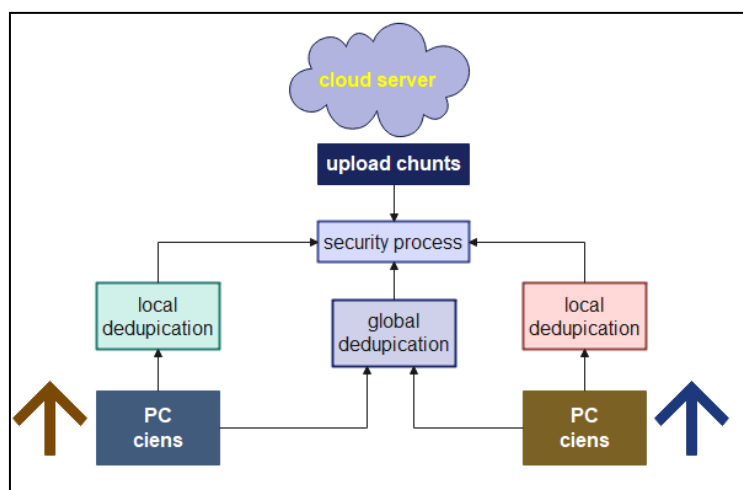 cloud server
upload chunts
security process
local
dedupication
global
dedupication
local
dedupication
PC
ciens
PC
ciens